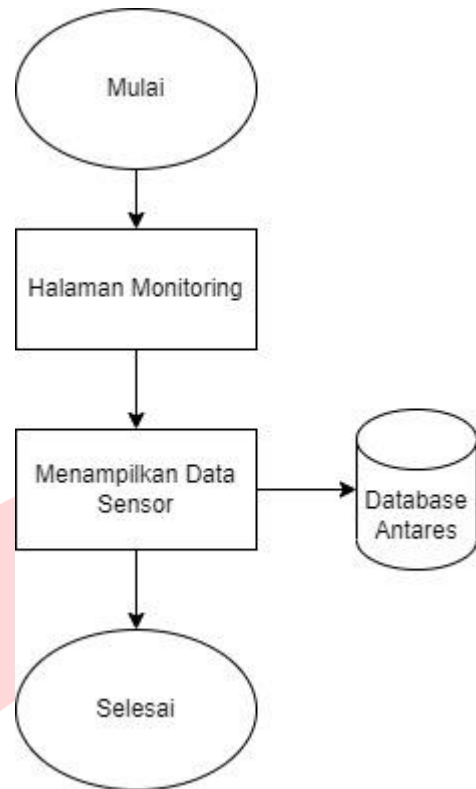 Mulai
Halaman Monitoring
Menampilkan Data
Sensor
Database
Antares
Selesai